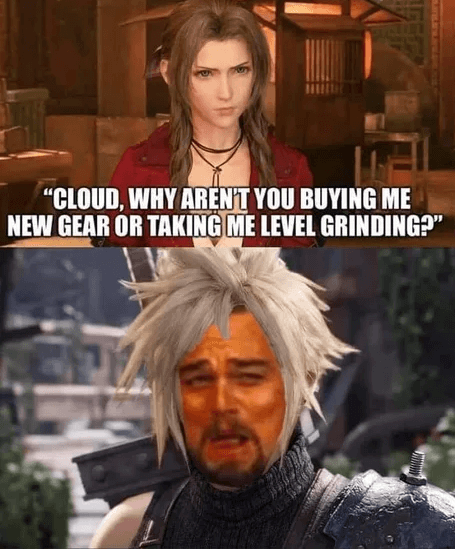 “CLOUD, WHY AREN'T YOU BUYING ME
NEW GEAR OR TAKING ME LEVEL GRINDING?”